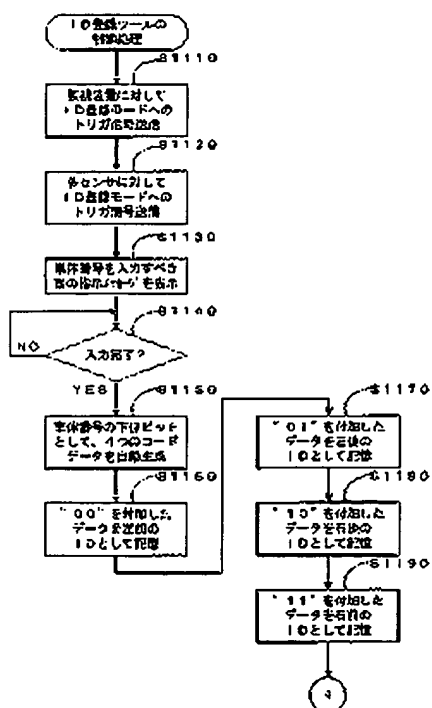 ID登録ツールの
制御処理
S1110
監視装置に対して
ID登録モードへの
トリガ信号送信
S1120
各センサに対して
ID登録モードへの
トリガ信号送信
S1130
車体番号を入力すべき
旨の指示メッセージを指示
S1140
入力完了?
NO
YES
S1150
車体番号の下位ビット
として、4つのコード
データを自動生成
S1160
"00"を付加した
データを左前の
IDとして記憶
S1170
"01"を付加した
データを左後の
IDとして記憶
S1180
"10"を付加した
データを右後の
IDとして記憶
S1190
"11"を付加した
データを右前の
IDとして記憶